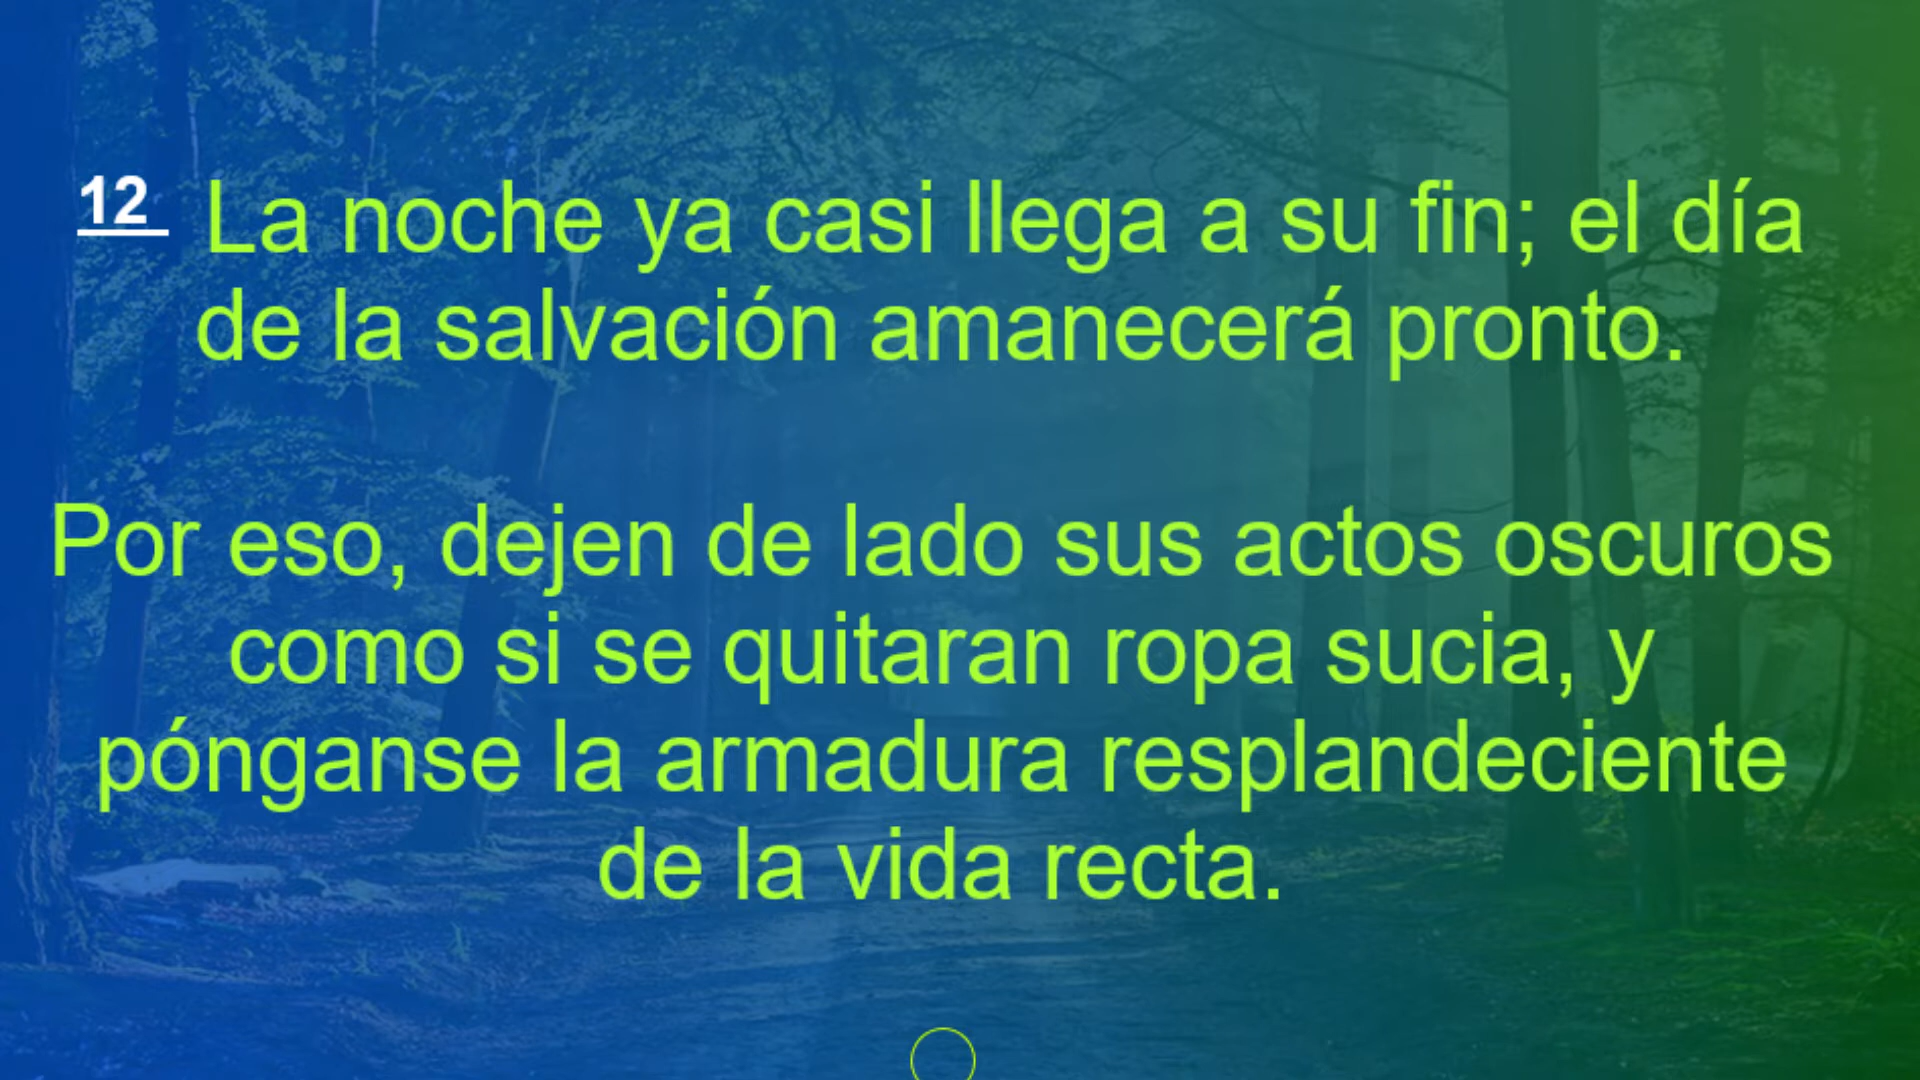 12 La noche ya casi llega a su fin; el día
de la salvación amanecerá pronto.
Por eso, dejen de lado sus actos oscuros
como si se quitaran ropa sucia, y
pónganse la armadura resplandeciente
de la vida recta.